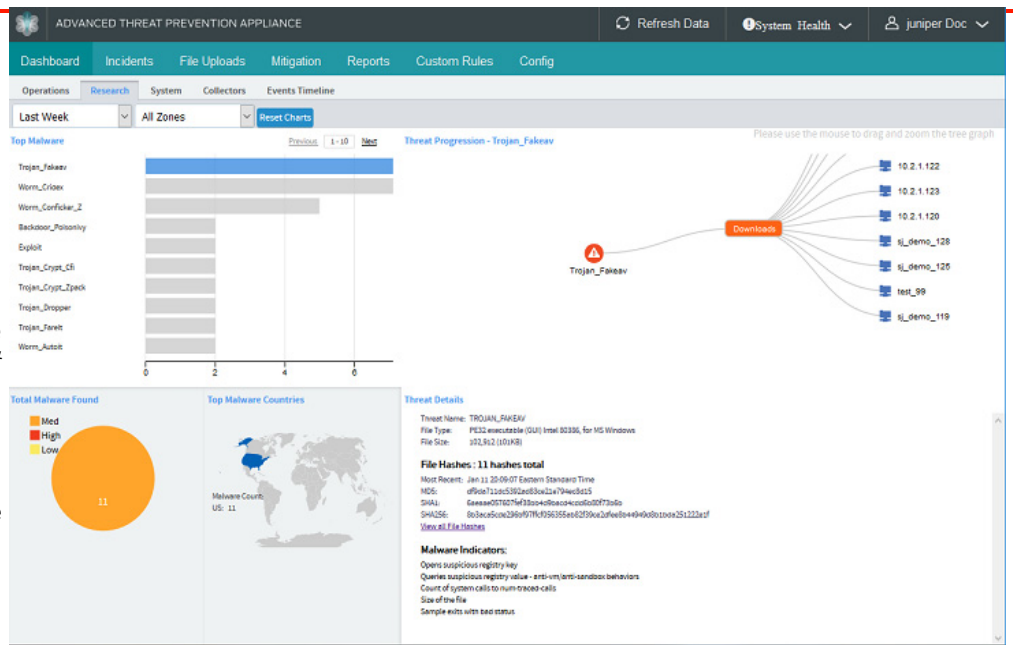 ADVANCED THREAT PREVENTION APPLIANCE
Refresh Data
System Health
juniper Doc
Dashboard Incidents File Uploads Mitigation Reports Custom Rules Config
Operations Research System Collectors Events Timeline
Last Week
All Zones
Reset Charts
Top Malware
Previous 1-10 Next
Trojan_Fakeav
Worm_Cridex
Worm_Conficker_Z
Backdoor_PoisonIvy
Exploit
Trojan_Crypt_Cfi
Trojan_Crypt_Zpack
Trojan_Dropper
Trojan_Fareit
Worm_Autoit
0 2 4 6
Threat Progression - Trojan_Fakeav
Please use the mouse to drag and zoom the tree graph
Trojan_Fakeav
Downloads
10.2.1.122
10.2.1.123
10.2.1.120
sj_demo_128
sj_demo_126
test_99
sj_demo_119
Total Malware Found
Med
High
Low
11
Top Malware Countries
Malware Count:
US: 11
Threat Details
Threat Name: TROJAN_FAKEAV
File Type: PE32 executable (GUI) Intel 80386, for MS Windows
File Size: 102,912 (101KB)
File Hashes : 11 hashes total
Most Recent: Jan 11 20:09:07 Eastern Standard Time
MD5:
SHA1:
SHA256:
View all File Hashes
Malware Indicators:
Opens suspicious registry key
Queries suspicious registry value - anti-vm/anti-sandbox behaviors
Count of system calls to num-traced-calls
Size of the file
Sample exits with bad status